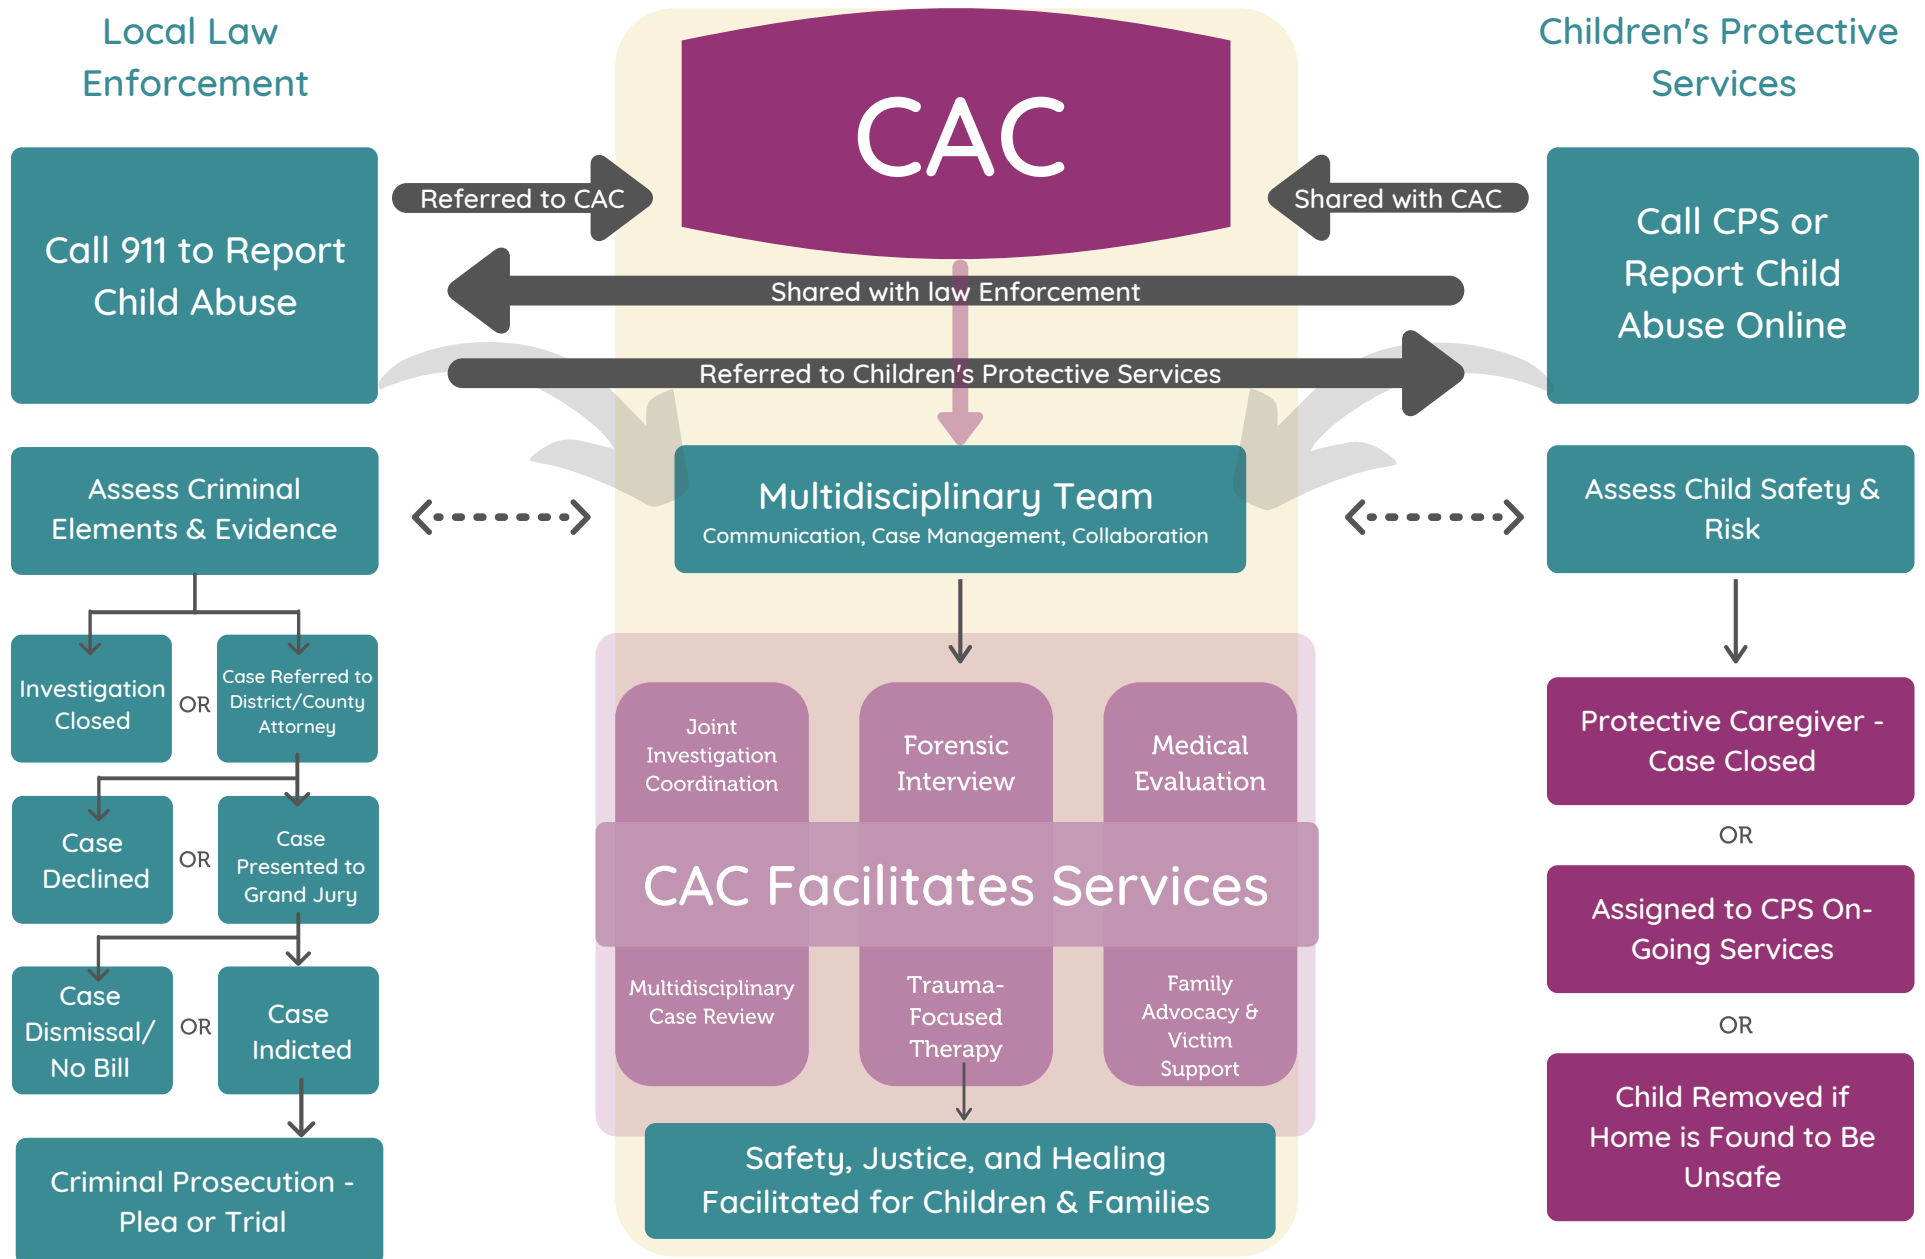 Local Law
Enforcement
CAC
Children's Protective
Services
Call 911 to Report
Child Abuse
Referred to CAC
Shared with CAC
Call CPS or
Report Child
Abuse Online
Shared with law Enforcement
Referred to Children's Protective Services
Assess Criminal
Elements & Evidence
Multidisciplinary Team
Communication, Case Management, Collaboration
Assess Child Safety &
Risk
Investigation
Closed
OR
Case Referred to
District/County
Attorney
Case
Declined
OR
Case
Presented to
Grand Jury
Case
Dismissal/
No Bill
OR
Case
Indicted
Criminal Prosecution -
Plea or Trial
Joint
Investigation
Coordination
Forensic
Interview
Medical
Evaluation
CAC Facilitates Services
Multidisciplinary
Case Review
Trauma-
Focused
Therapy
Family
Advocacy &
Victim
Support
Safety, Justice, and Healing
Facilitated for Children & Families
Protective Caregiver -
Case Closed
OR
Assigned to CPS On-
Going Services
OR
Child Removed if
Home is Found to Be
Unsafe